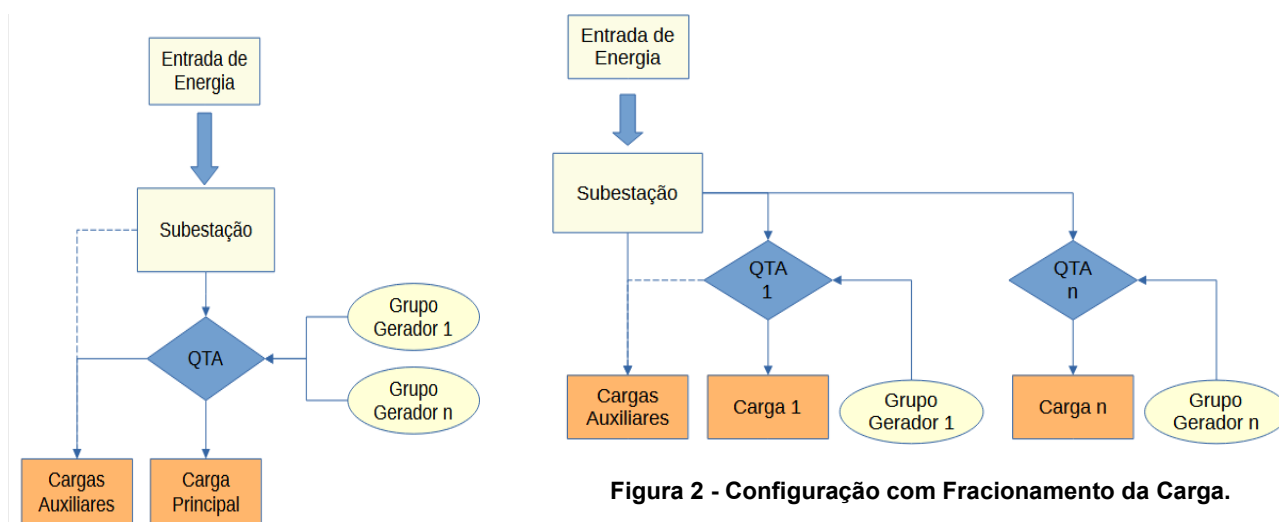 Entrada de
Energia
Subestação
QTA
Grupo
Gerador 1
Grupo
Gerador n
Cargas
Auxiliares
Carga
Principal
Entrada de
Energia
Subestação
QTA
1
QTA
n
Cargas
Auxiliares
Carga 1
Grupo
Gerador 1
Carga n
Grupo
Gerador n
Figura 2 - Configuração com Fracionamento da Carga.